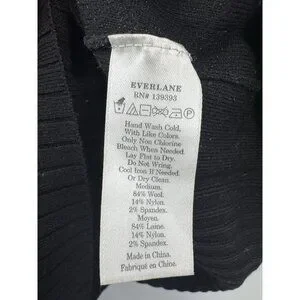 EVERLANE
RN# 139393
Hand Wash Cold,
With Like Colors.
Only Non Chlorine
Bleach When Needed.
Lay Flat to Dry.
Do Not Wring.
Cool Iron If Needed
Or Dry Clean.
Medium.
84% Wool.
14% Nylon.
2% Spandex.
Moyen.
84% Laine.
14% Nylon.
2% Spandex.
Made in China.
Fabriqué en Chine.